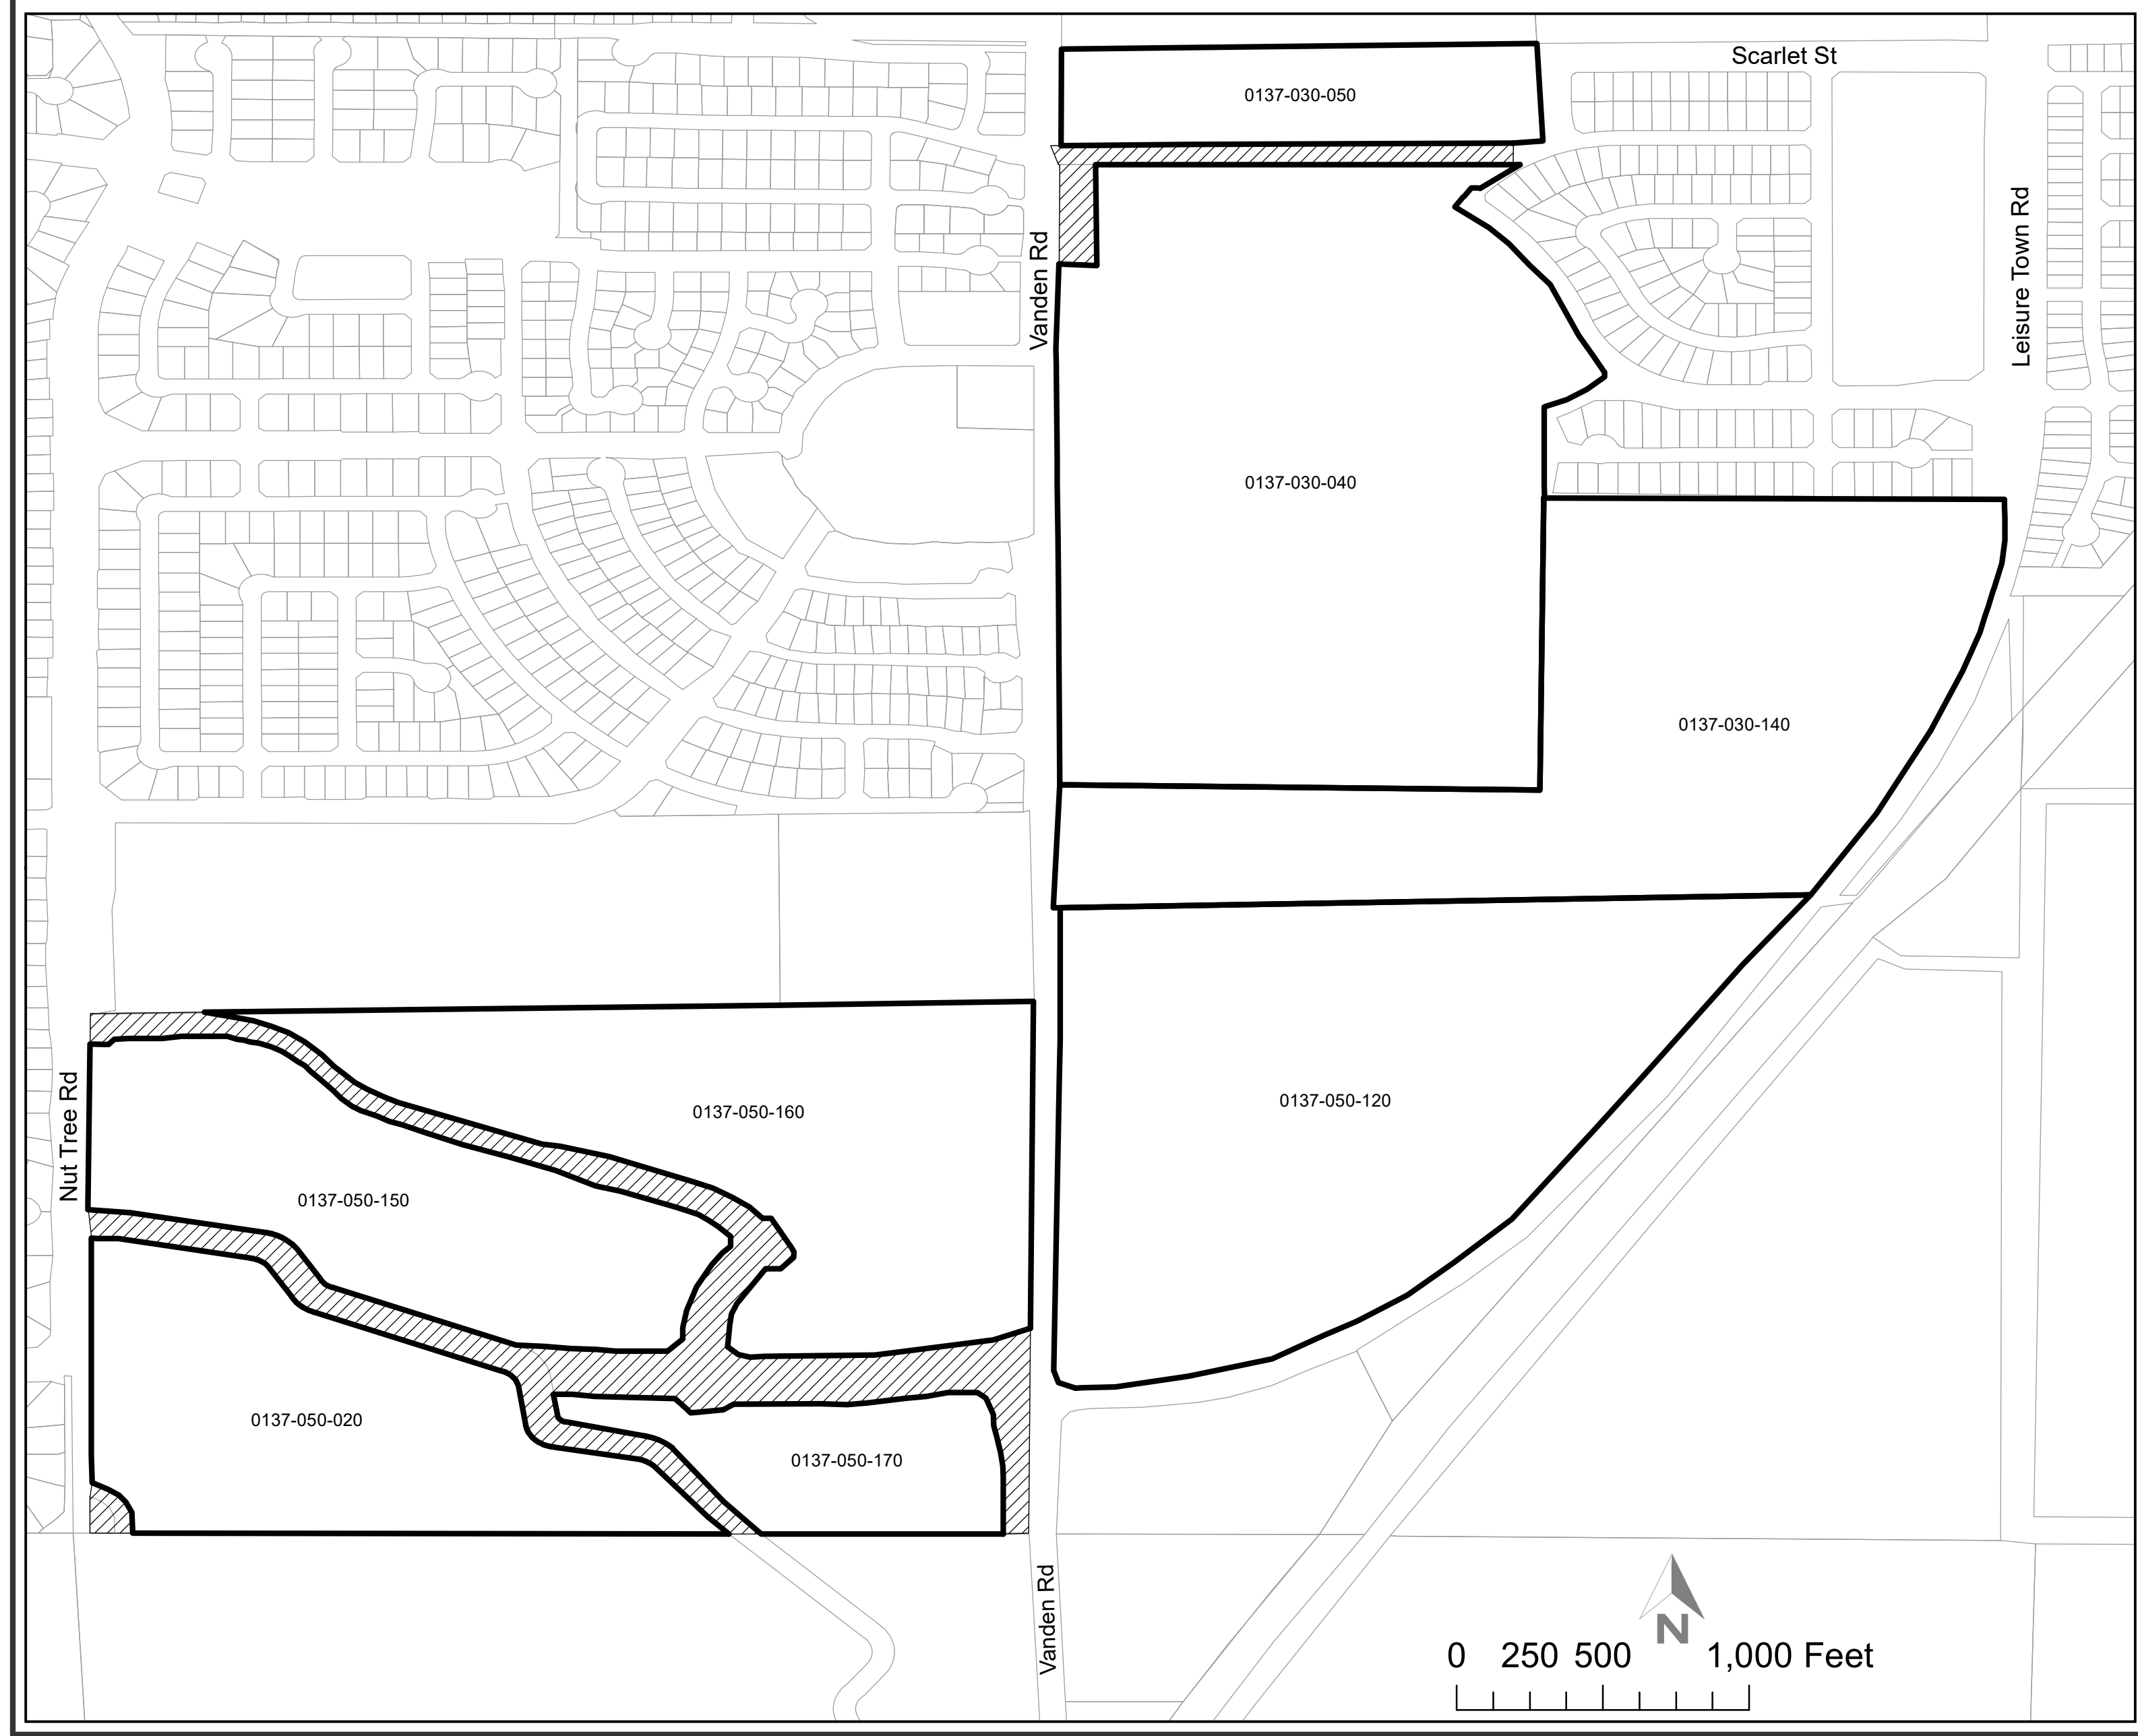 Scarlet St
0137-030-050
Vanden Rd
Leisure Town Rd
0137-030-040
0137-030-140
0137-050-120
0137-050-160
Nut Tree Rd
0137-050-150
0137-050-020
0137-050-170
Vanden Rd
N
0 250 500 1,000 Feet